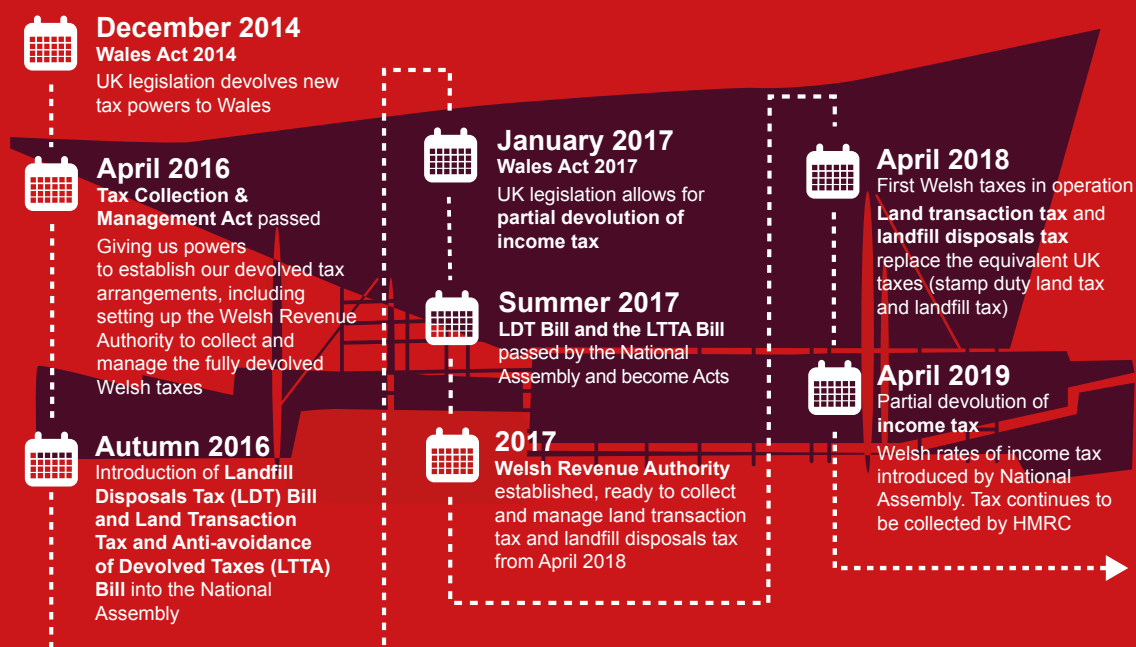 December 2014
Wales Act 2014
UK legislation devolves new
tax powers to Wales
April 2016
Tax Collection &
Management Act passed
Giving us powers
to establish our devolved tax
arrangements, including
setting up the Welsh Revenue
Authority to collect and
manage the fully devolved
Welsh taxes
Autumn 2016
Introduction of Landfill
Disposals Tax (LDT) Bill
and Land Transaction
Tax and Anti-avoidance
of Devolved Taxes (LTTA)
Bill into the National
Assembly
January 2017
Wales Act 2017
UK legislation allows for
partial devolution of
income tax
Summer 2017
LDT Bill and the LTTA Bill
passed by the National
Assembly and become Acts
2017
Welsh Revenue Authority
established, ready to collect
and manage land transaction
tax and landfill disposals tax
from April 2018
April 2018
First Welsh taxes in operation
Land transaction tax and
landfill disposals tax
replace the equivalent UK
taxes (stamp duty land tax
and landfill tax)
April 2019
Partial devolution of
income tax
Welsh rates of income tax
introduced by National
Assembly. Tax continues to
be collected by HMRC